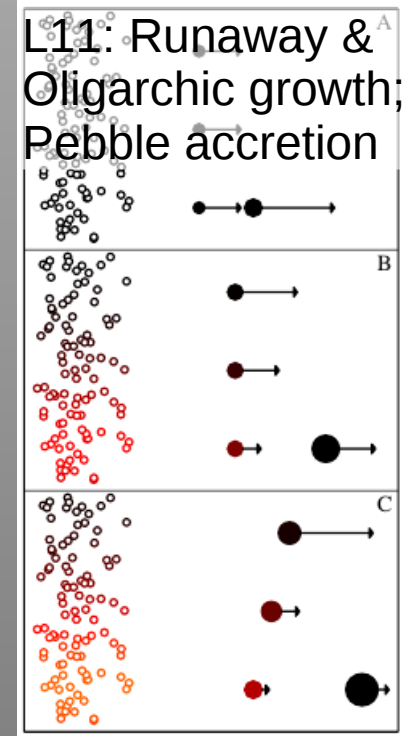 L11: Runaway &
A
Oligarchic growth;
Pebble accretion
B
C